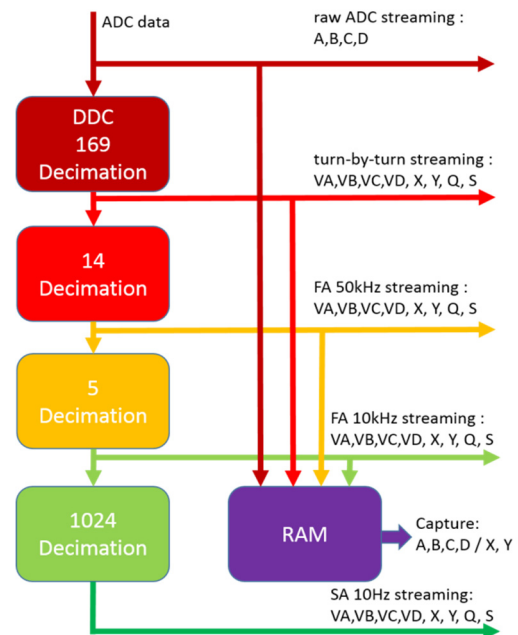 ADC data
raw ADC streaming :
A,B,C,D
DDC
169
Decimation
turn-by-turn streaming :
VA,VB,VC,VD, X, Y, Q, S
14
Decimation
FA 50kHz streaming :
VA,VB,VC,VD, X, Y, Q, S
5
Decimation
FA 10kHz streaming :
VA,VB,VC,VD, X, Y, Q, S
1024
Decimation
RAM
Capture:
A,B,C,D / X, Y
SA 10Hz streaming:
VA,VB,VC,VD, X, Y, Q, S